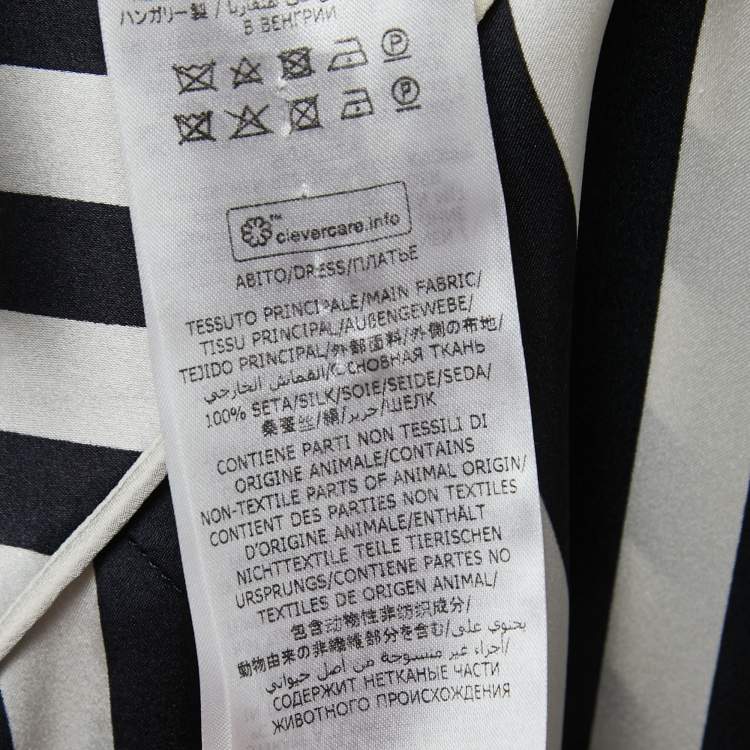 ハンガリー製 /
В ВЕНГРИИ
clevercare.info
ABITO/DRESS/ПЛАТЬЕ
TESSUTO PRINCIPALE/MAIN FABRIC/
TISSU PRINCIPAL/AUßENGEWEBE/
TEJIDO PRINCIPAL/外部面料/外側の布地/
القماش الخارجي/ОСНОВНАЯ ТКАНЬ
100% SETA/SILK/SOIE/SEIDE/SEDA/
桑蚕丝/絹/حرير/ШЕЛК
CONTIENE PARTI NON TESSILI DI
ORIGINE ANIMALE/CONTAINS
NON-TEXTILE PARTS OF ANIMAL ORIGIN/
CONTIENT DES PARTIES NON TEXTILES
D'ORIGINE ANIMALE/ENTHÄLT
NICHTTEXTILE TEILE TIERISCHEN
URSPRUNGS/CONTIENE PARTES NO
TEXTILES DE ORIGEN ANIMAL/
包含动物性非纺织成分/
動物由来の非繊維部分を含む/يحتوي على
أجزاء غير منسوجة من أصل حيواني/
СОДЕРЖИТ НЕТКАНЫЕ ЧАСТИ
ЖИВОТНОГО ПРОИСХОЖДЕНИЯ